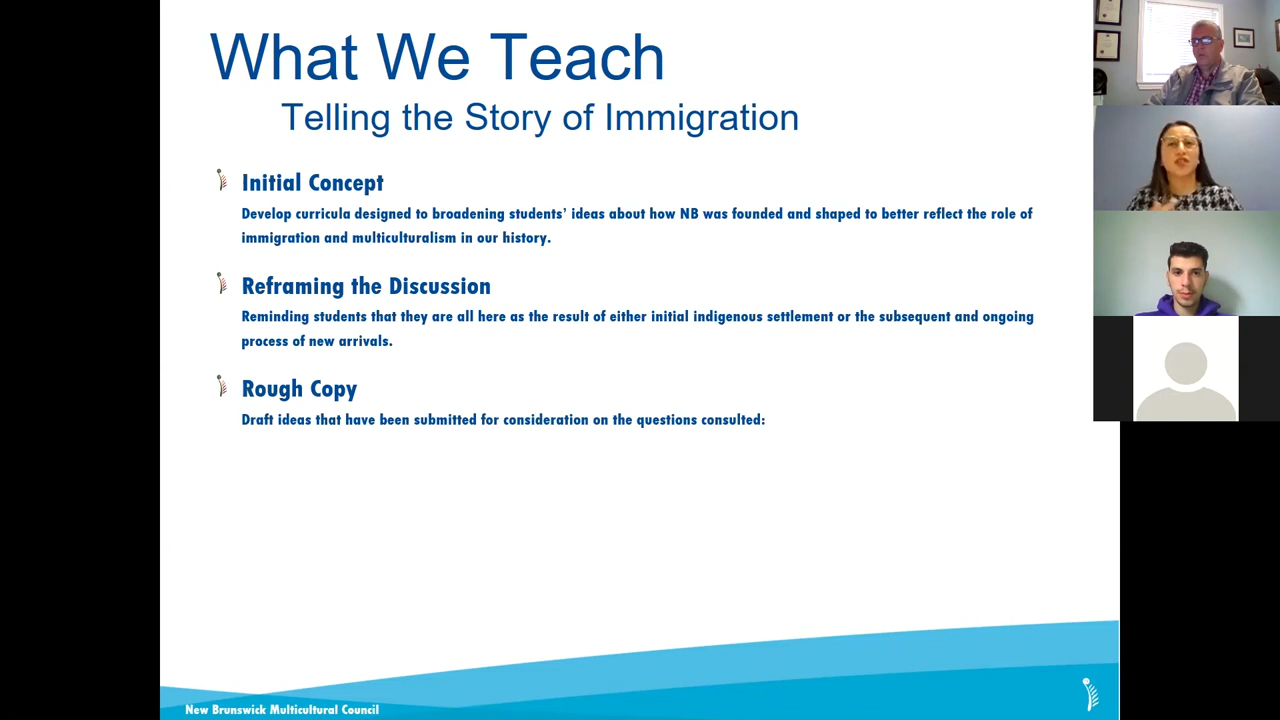 What We Teach
Telling the Story of Immigration
Initial Concept
Develop curricula designed to broadening students’ ideas about how NB was founded and shaped to better reflect the role of
immigration and multiculturalism in our history.
Reframing the Discussion
Reminding students that they are all here as the result of either initial indigenous settlement or the subsequent and ongoing
process of new arrivals.
Rough Copy
Draft ideas that have been submitted for consideration on the questions consulted:
New Brunswick Multicultural Council